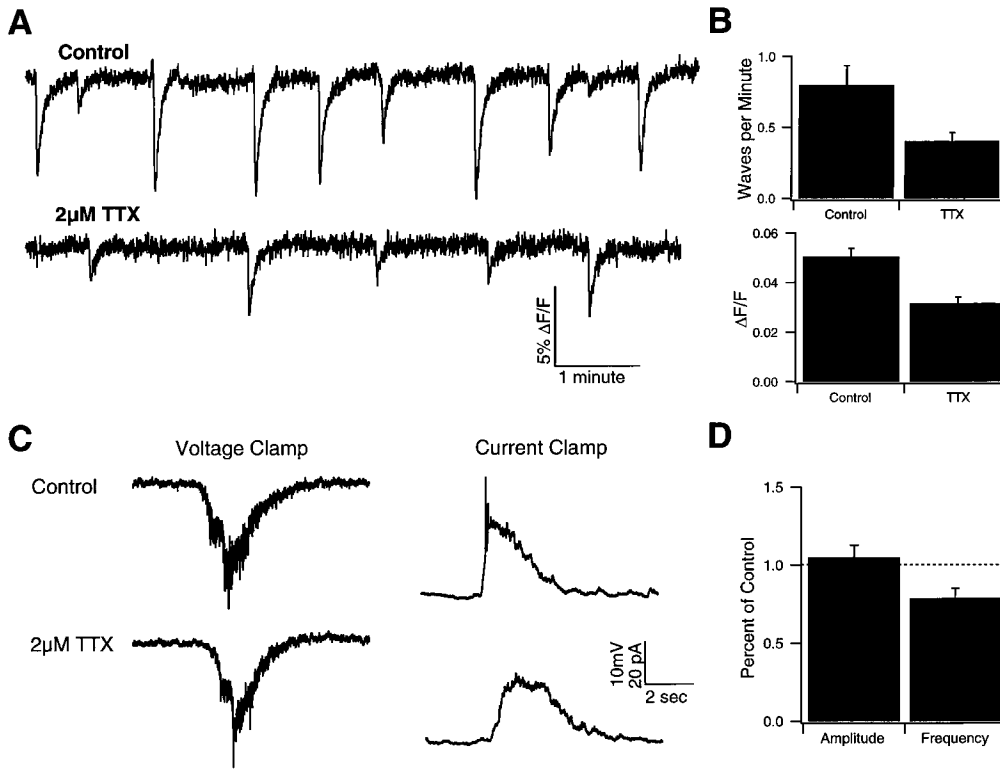 A
Control
2μM TTX
5% ΔF/F
1 minute
B
Waves per Minute
1.0
0.5
0.0
Control
TTX
ΔF/F
0.06
0.04
0.02
0.00
Control
TTX
C
Voltage Clamp
Current Clamp
Control
2μM TTX
10mV
20 pA
2 sec
D
Percent of Control
1.5
1.0
0.5
0.0
Amplitude
Frequency